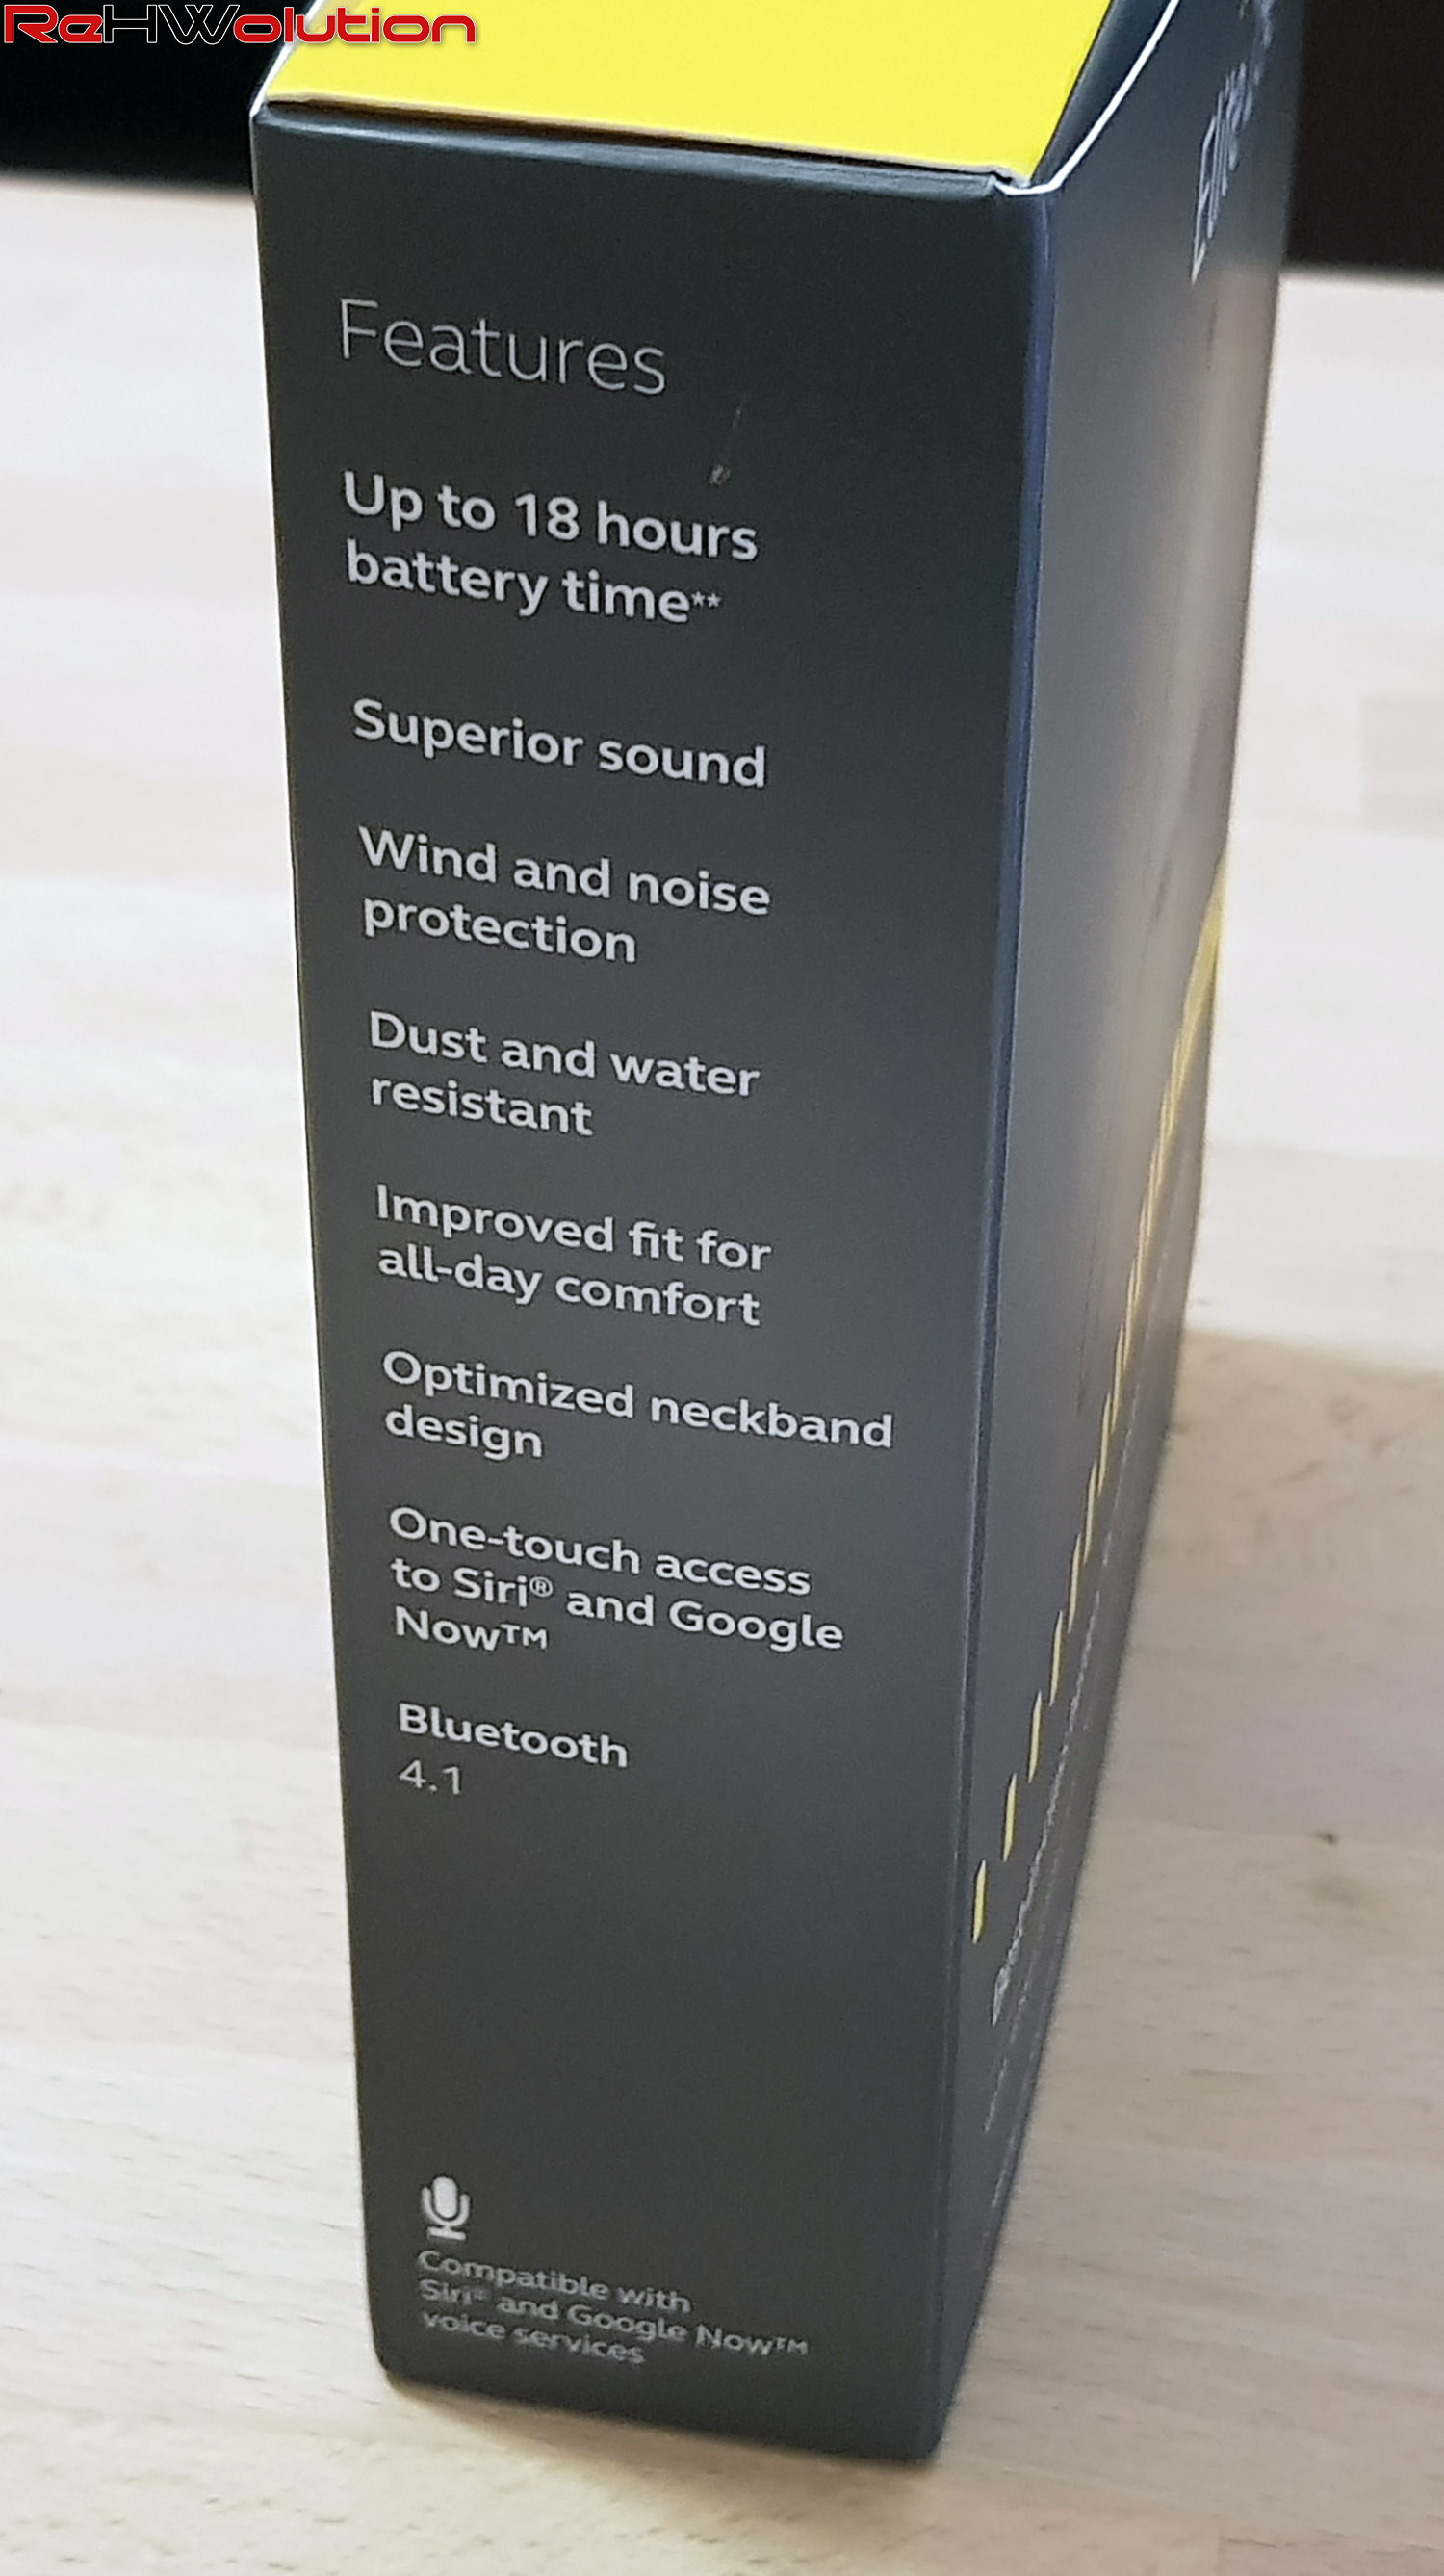 ReHWolution
Features
Up to 18 hours
battery time**
Superior sound
Wind and noise
protection
Dust and water
resistant
Improved fit for
all-day comfort
Optimized neckband
design
One-touch access
to Siri® and Google
Now™
Bluetooth
4.1
Compatible with
Siri® and Google Now™
voice services